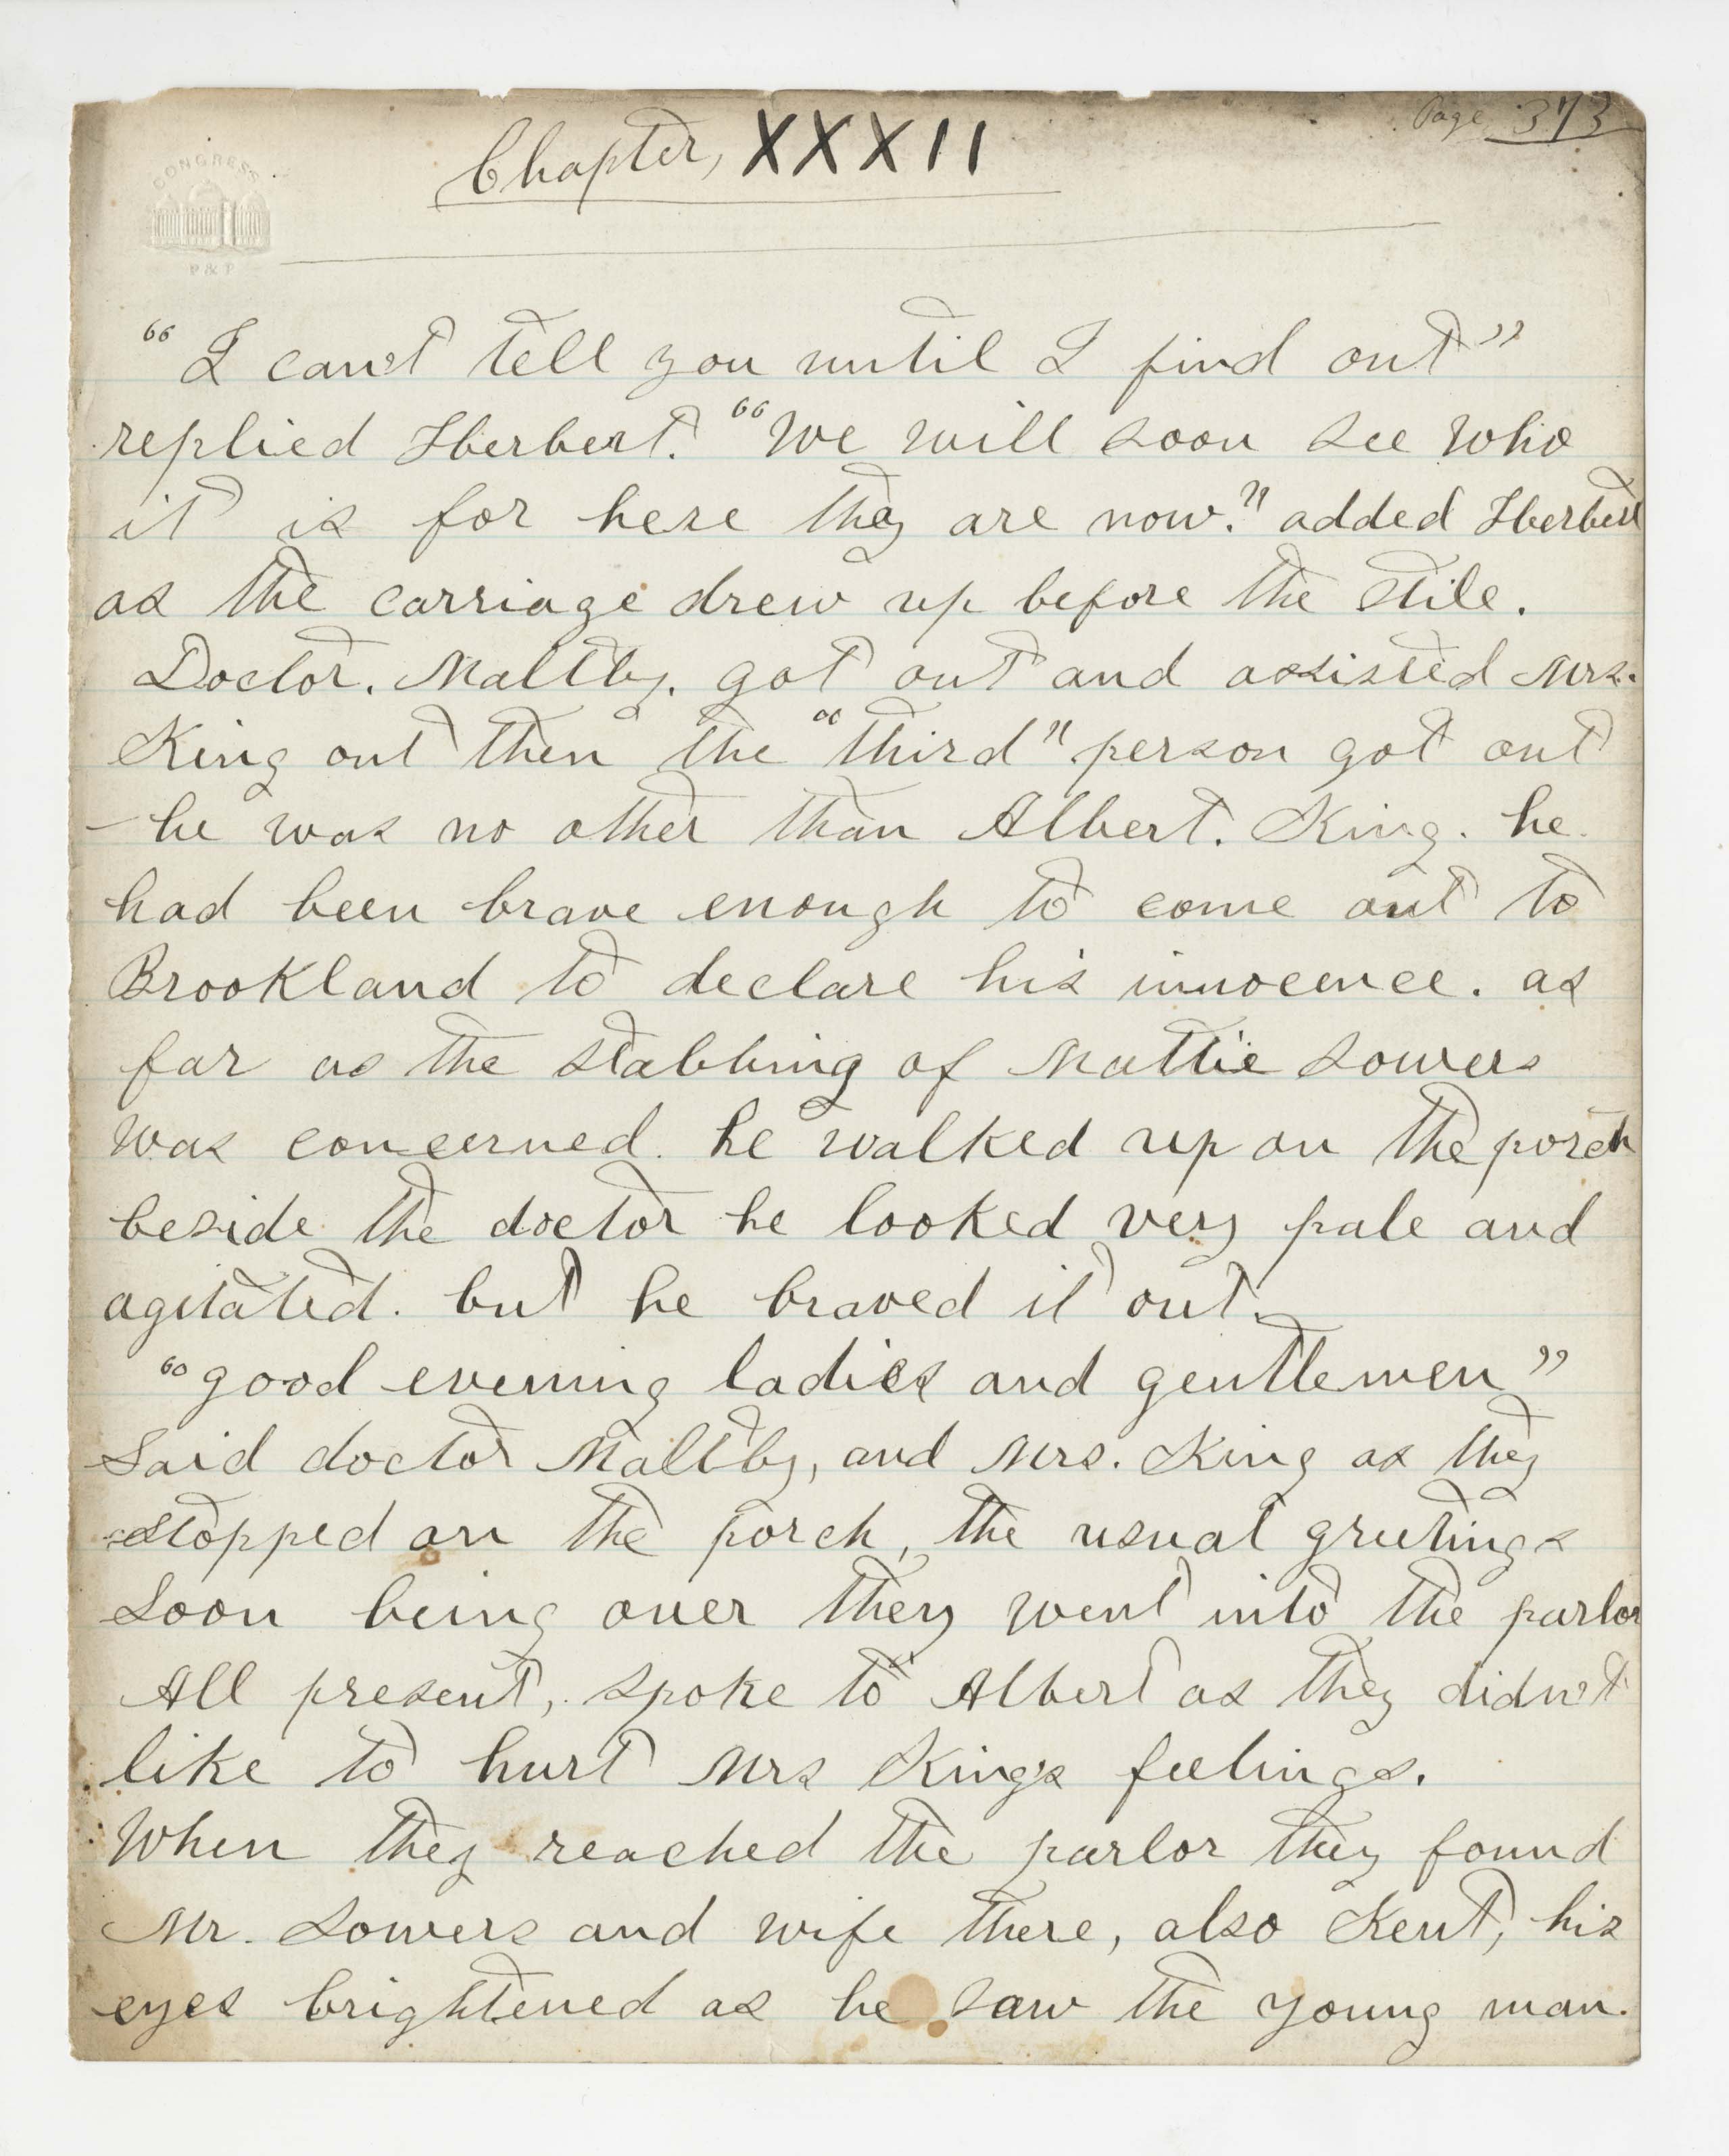 Page 373
Chapter, XXXII
CONGRESS
P & P
“I can't tell you until I find out”
replied Herbert. “We will soon see who
it is for here they are now.” added Herbert
as the carriage drew up before the stile.
Doctor. Maltby. got out and assisted Mrs.
King out then the “third” person got out
he was no other than Albert. King. he
had been brave enough to come out to
Brookland to declare his innocence. as
far as the stabbing of Mattie Sowers
was concerned. he walked up on the porch
beside the doctor he looked very pale and
agitated. but he braved it out.
“good evening ladies and gentlemen”
Said doctor Maltby, and Mrs. King as they
stopped on the porch, the usual greetings
soon being over they went into the parlor
All present, spoke to Albert as they didn't
like to hurt Mrs King's feelings.
When they reached the parlor they found
Mr. Sowers and wife there, also Kent, his
eyes brightened as he saw the young man.